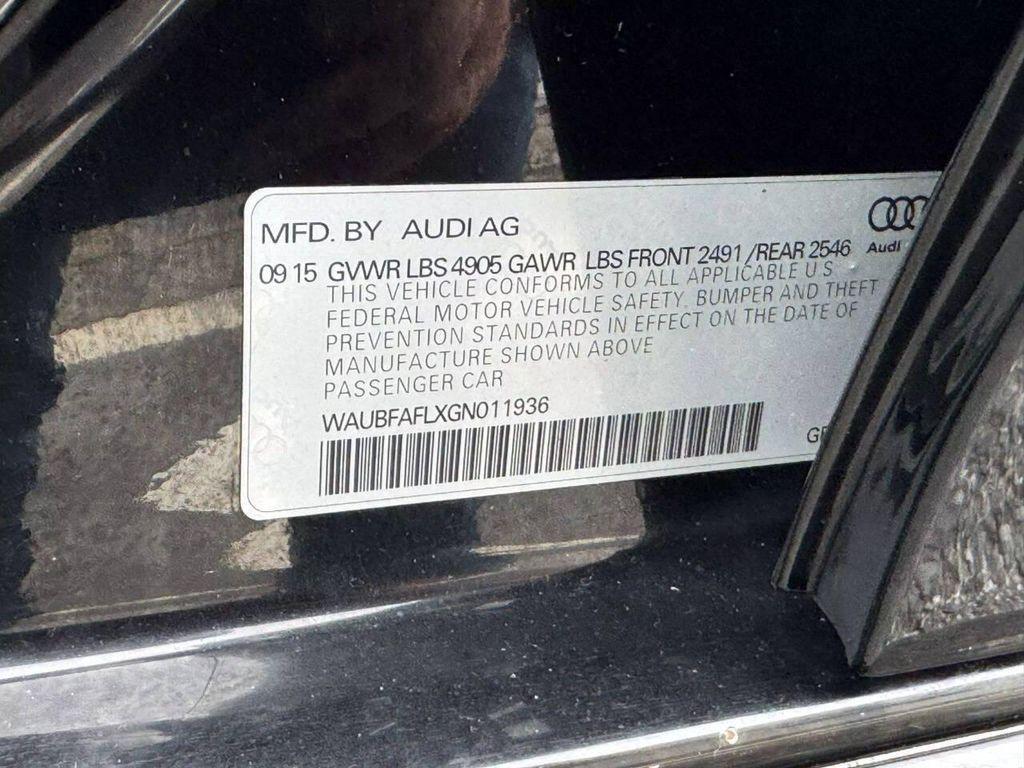 MFD. BY AUDI AG
Audi
09 15 GVWR LBS 4905 GAWR LBS FRONT 2491 /REAR 2546
THIS VEHICLE CONFORMS TO ALL APPLICABLE U S
FEDERAL MOTOR VEHICLE SAFETY, BUMPER AND THEFT
PREVENTION STANDARDS IN EFFECT ON THE DATE OF
MANUFACTURE SHOWN ABOVE
PASSENGER CAR
WAUBFAFLXGN011936